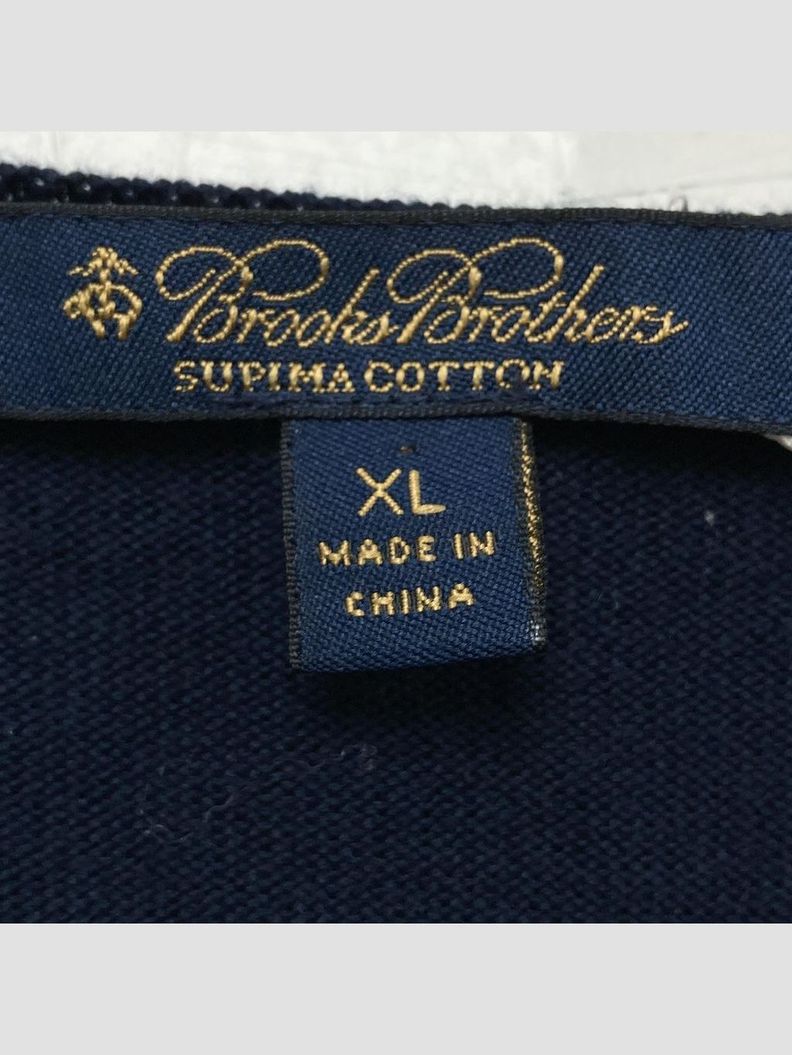 Brooks Brothers
SUPIMA COTTON
XL
MADE IN
CHINA